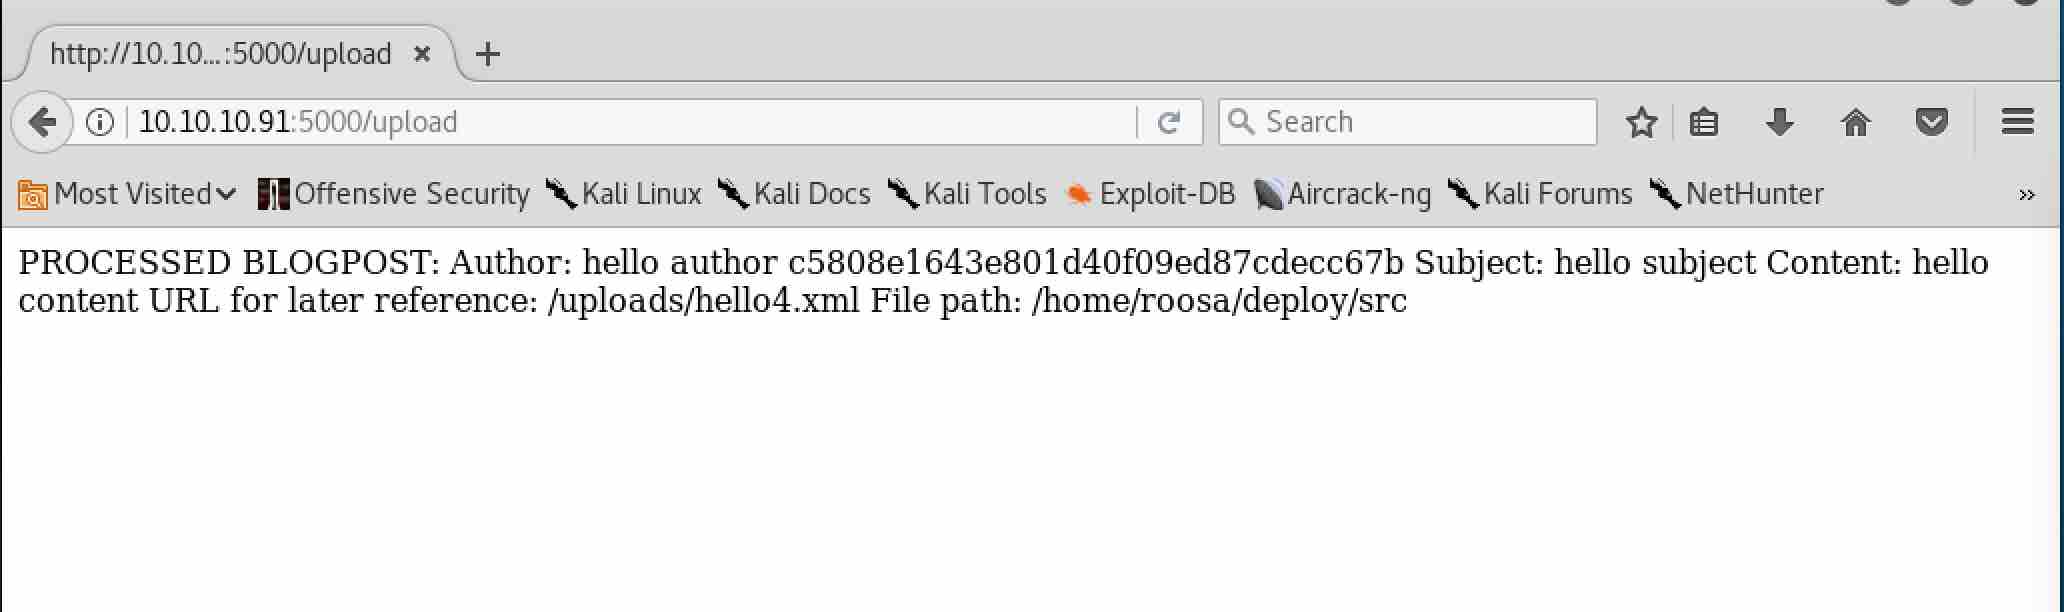 http://10.10...:5000/upload
10.10.10.91:5000/upload
Search
Most Visited Offensive Security Kali Linux Kali Docs Kali Tools Exploit-DB Aircrack-ng Kali Forums NetHunter »
PROCESSED BLOGPOST: Author: hello author c5808e1643e801d40f09ed87cdecc67b Subject: hello subject Content: hello
content URL for later reference: /uploads/hello4.xml File path: /home/roosa/deploy/src